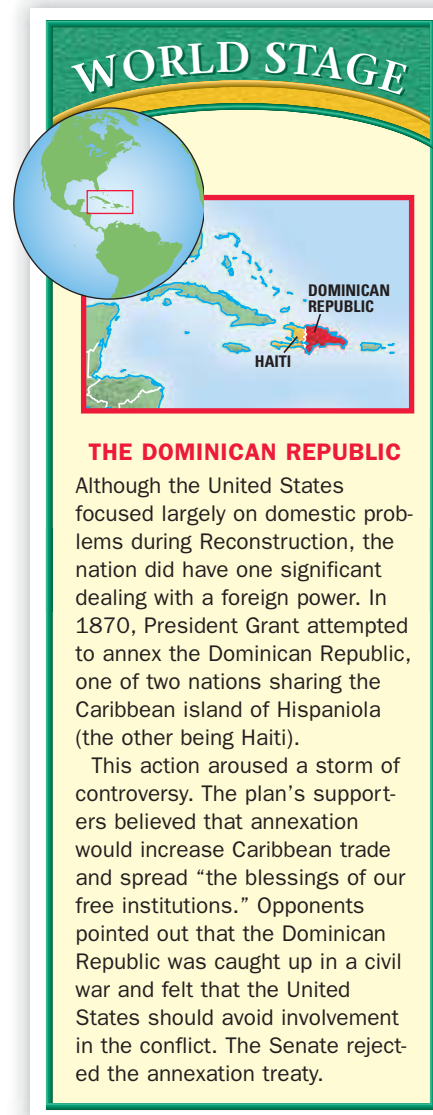 WORLD STAGE
DOMINICAN
REPUBLIC
HAITI
THE DOMINICAN REPUBLIC
Although the United States
focused largely on domestic prob-
lems during Reconstruction, the
nation did have one significant
dealing with a foreign power. In
1870, President Grant attempted
to annex the Dominican Republic,
one of two nations sharing the
Caribbean island of Hispaniola
(the other being Haiti).
This action aroused a storm of
controversy. The plan's support-
ers believed that annexation
would increase Caribbean trade
and spread “the blessings of our
free institutions.” Opponents
pointed out that the Dominican
Republic was caught up in a civil
war and felt that the United
States should avoid involvement
in the conflict. The Senate reject-
ed the annexation treaty.